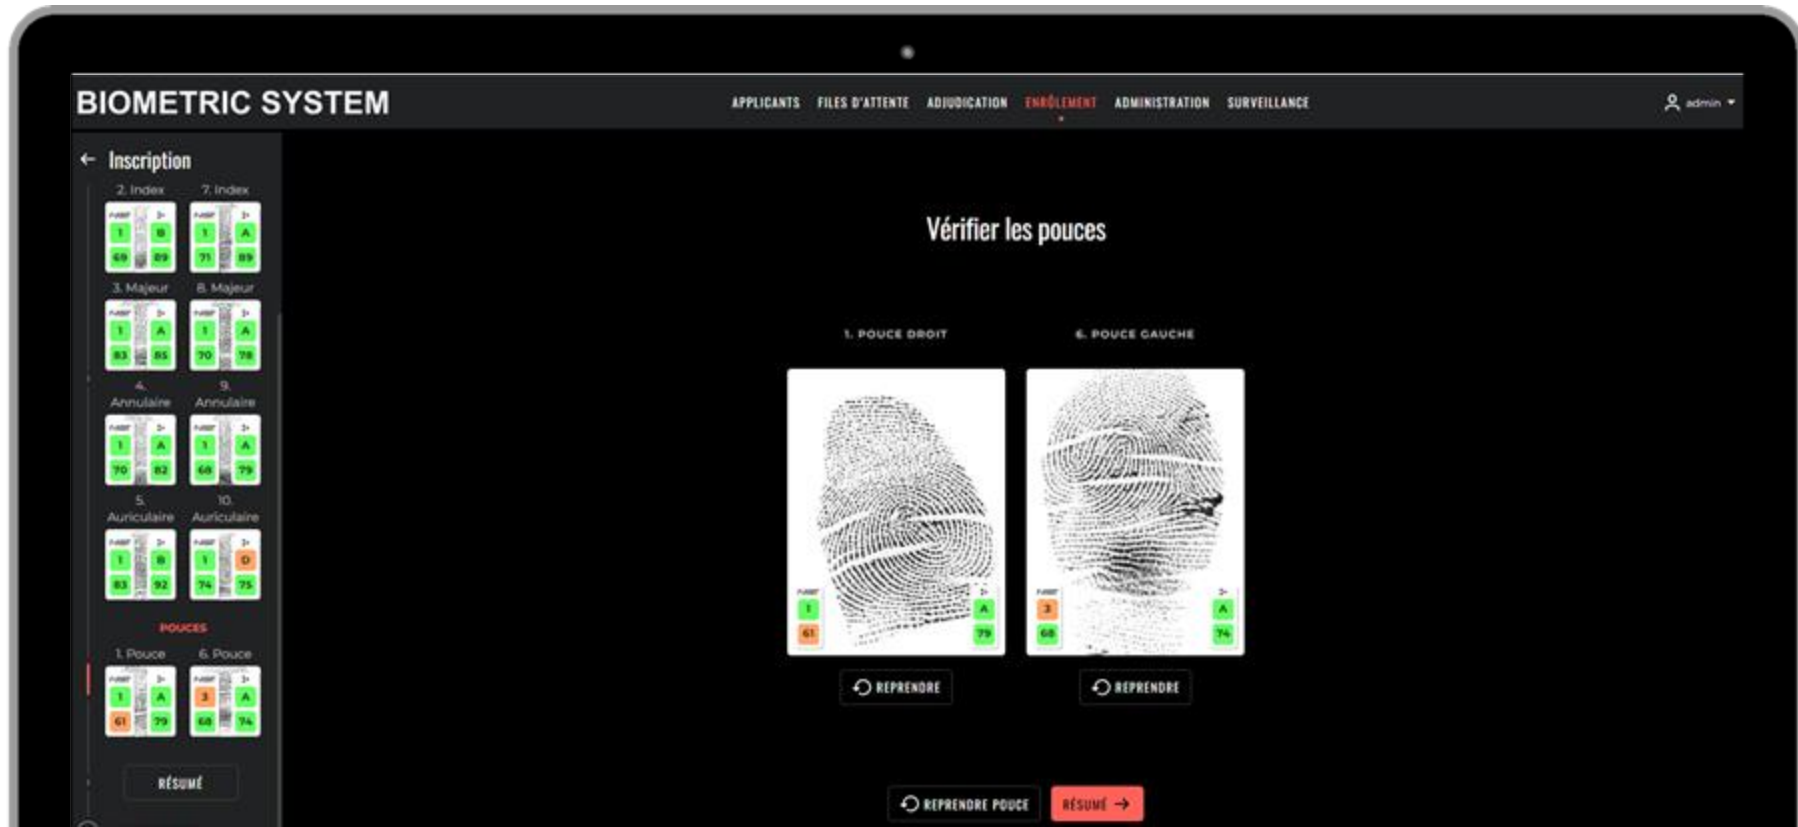 BIOMETRIC SYSTEM
APPLICANTS FILES D'ATTENTE ADJUDICATION ENRÔLEMENT ADMINISTRATION SURVEILLANCE
admin
← Inscription
2. Index 7. Index
1 B 1 A
69 89 71 89
3. Majeur 8. Majeur
1 A 1 A
83 85 70 78
4. 9.
Annulaire Annulaire
1 A 1 A
70 82 68 79
5. 10.
Auriculaire Auriculaire
1 B 1 D
83 92 74 75
POUCES
1. Pouce 6. Pouce
1 A 3 A
61 79 68 74
RÉSUMÉ
Vérifier les pouces
1. POUCE DROIT 6. POUCE GAUCHE
1 A 3 A
61 79 68 74
REPRENDRE REPRENDRE
REPRENDRE POUCE RÉSUMÉ →